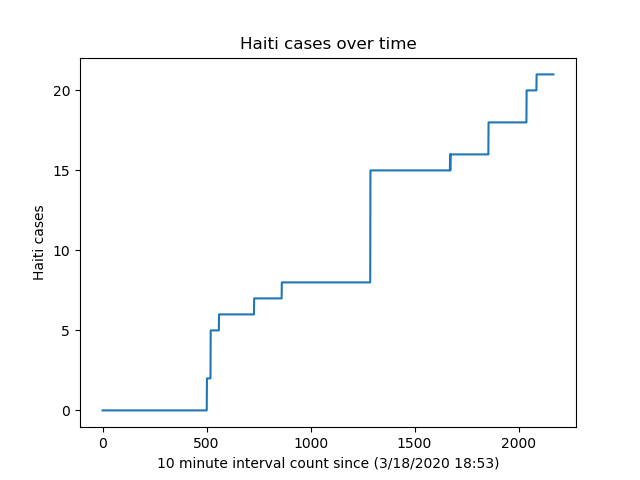 Haiti cases over time
20
15
10
5
0
Haiti cases
0 500 1000 1500 2000
10 minute interval count since (3/18/2020 18:53)